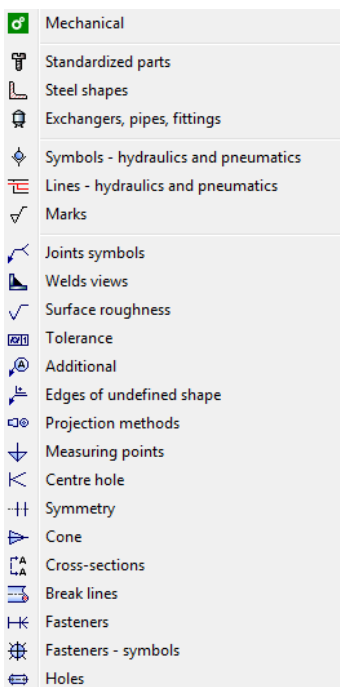 Mechanical
Standardized parts
Steel shapes
Exchangers, pipes, fittings
Symbols - hydraulics and pneumatics
Lines - hydraulics and pneumatics
Marks
Joints symbols
Welds views
Surface roughness
Tolerance
Additional
Edges of undefined shape
Projection methods
Measuring points
Centre hole
Symmetry
Cone
Cross-sections
Break lines
Fasteners
Fasteners - symbols
Holes